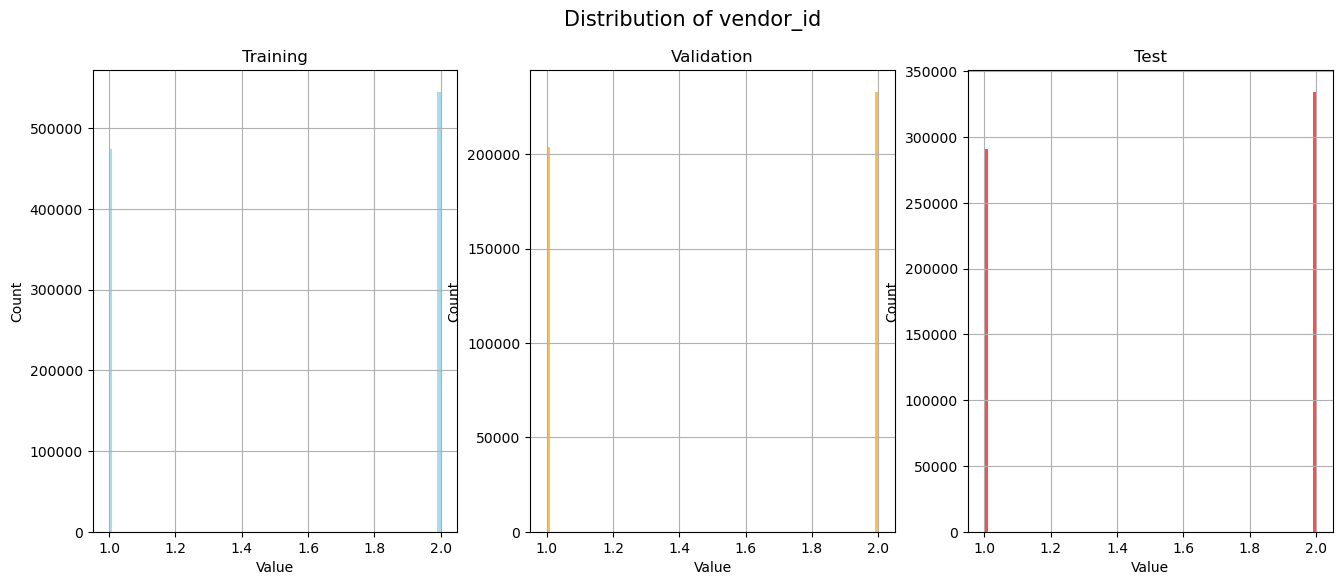 Distribution of vendor_id
Training
500000
400000
300000
200000
100000
0
Count
1.0 1.2 1.4 1.6 1.8 2.0
Value
Validation
200000
150000
100000
50000
0
Count
1.0 1.2 1.4 1.6 1.8 2.0
Value
Test
350000
300000
250000
200000
150000
100000
50000
0
Count
1.0 1.2 1.4 1.6 1.8 2.0
Value